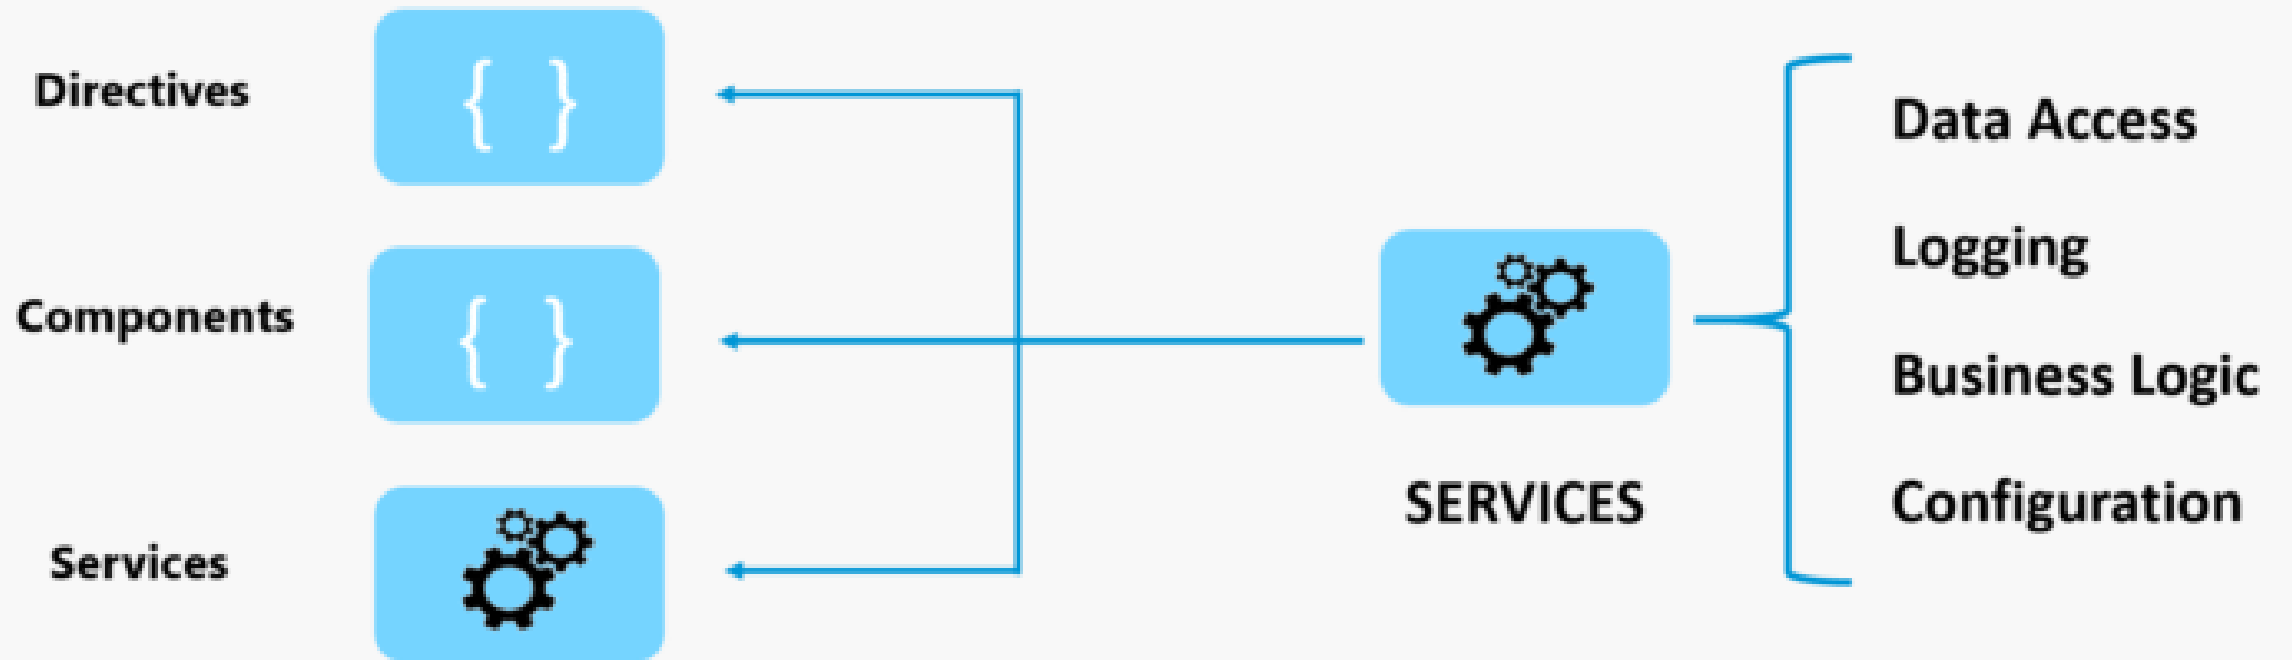 Directives
{ }
Components
{ }
Services
SERVICES
Data Access
Logging
Business Logic
Configuration